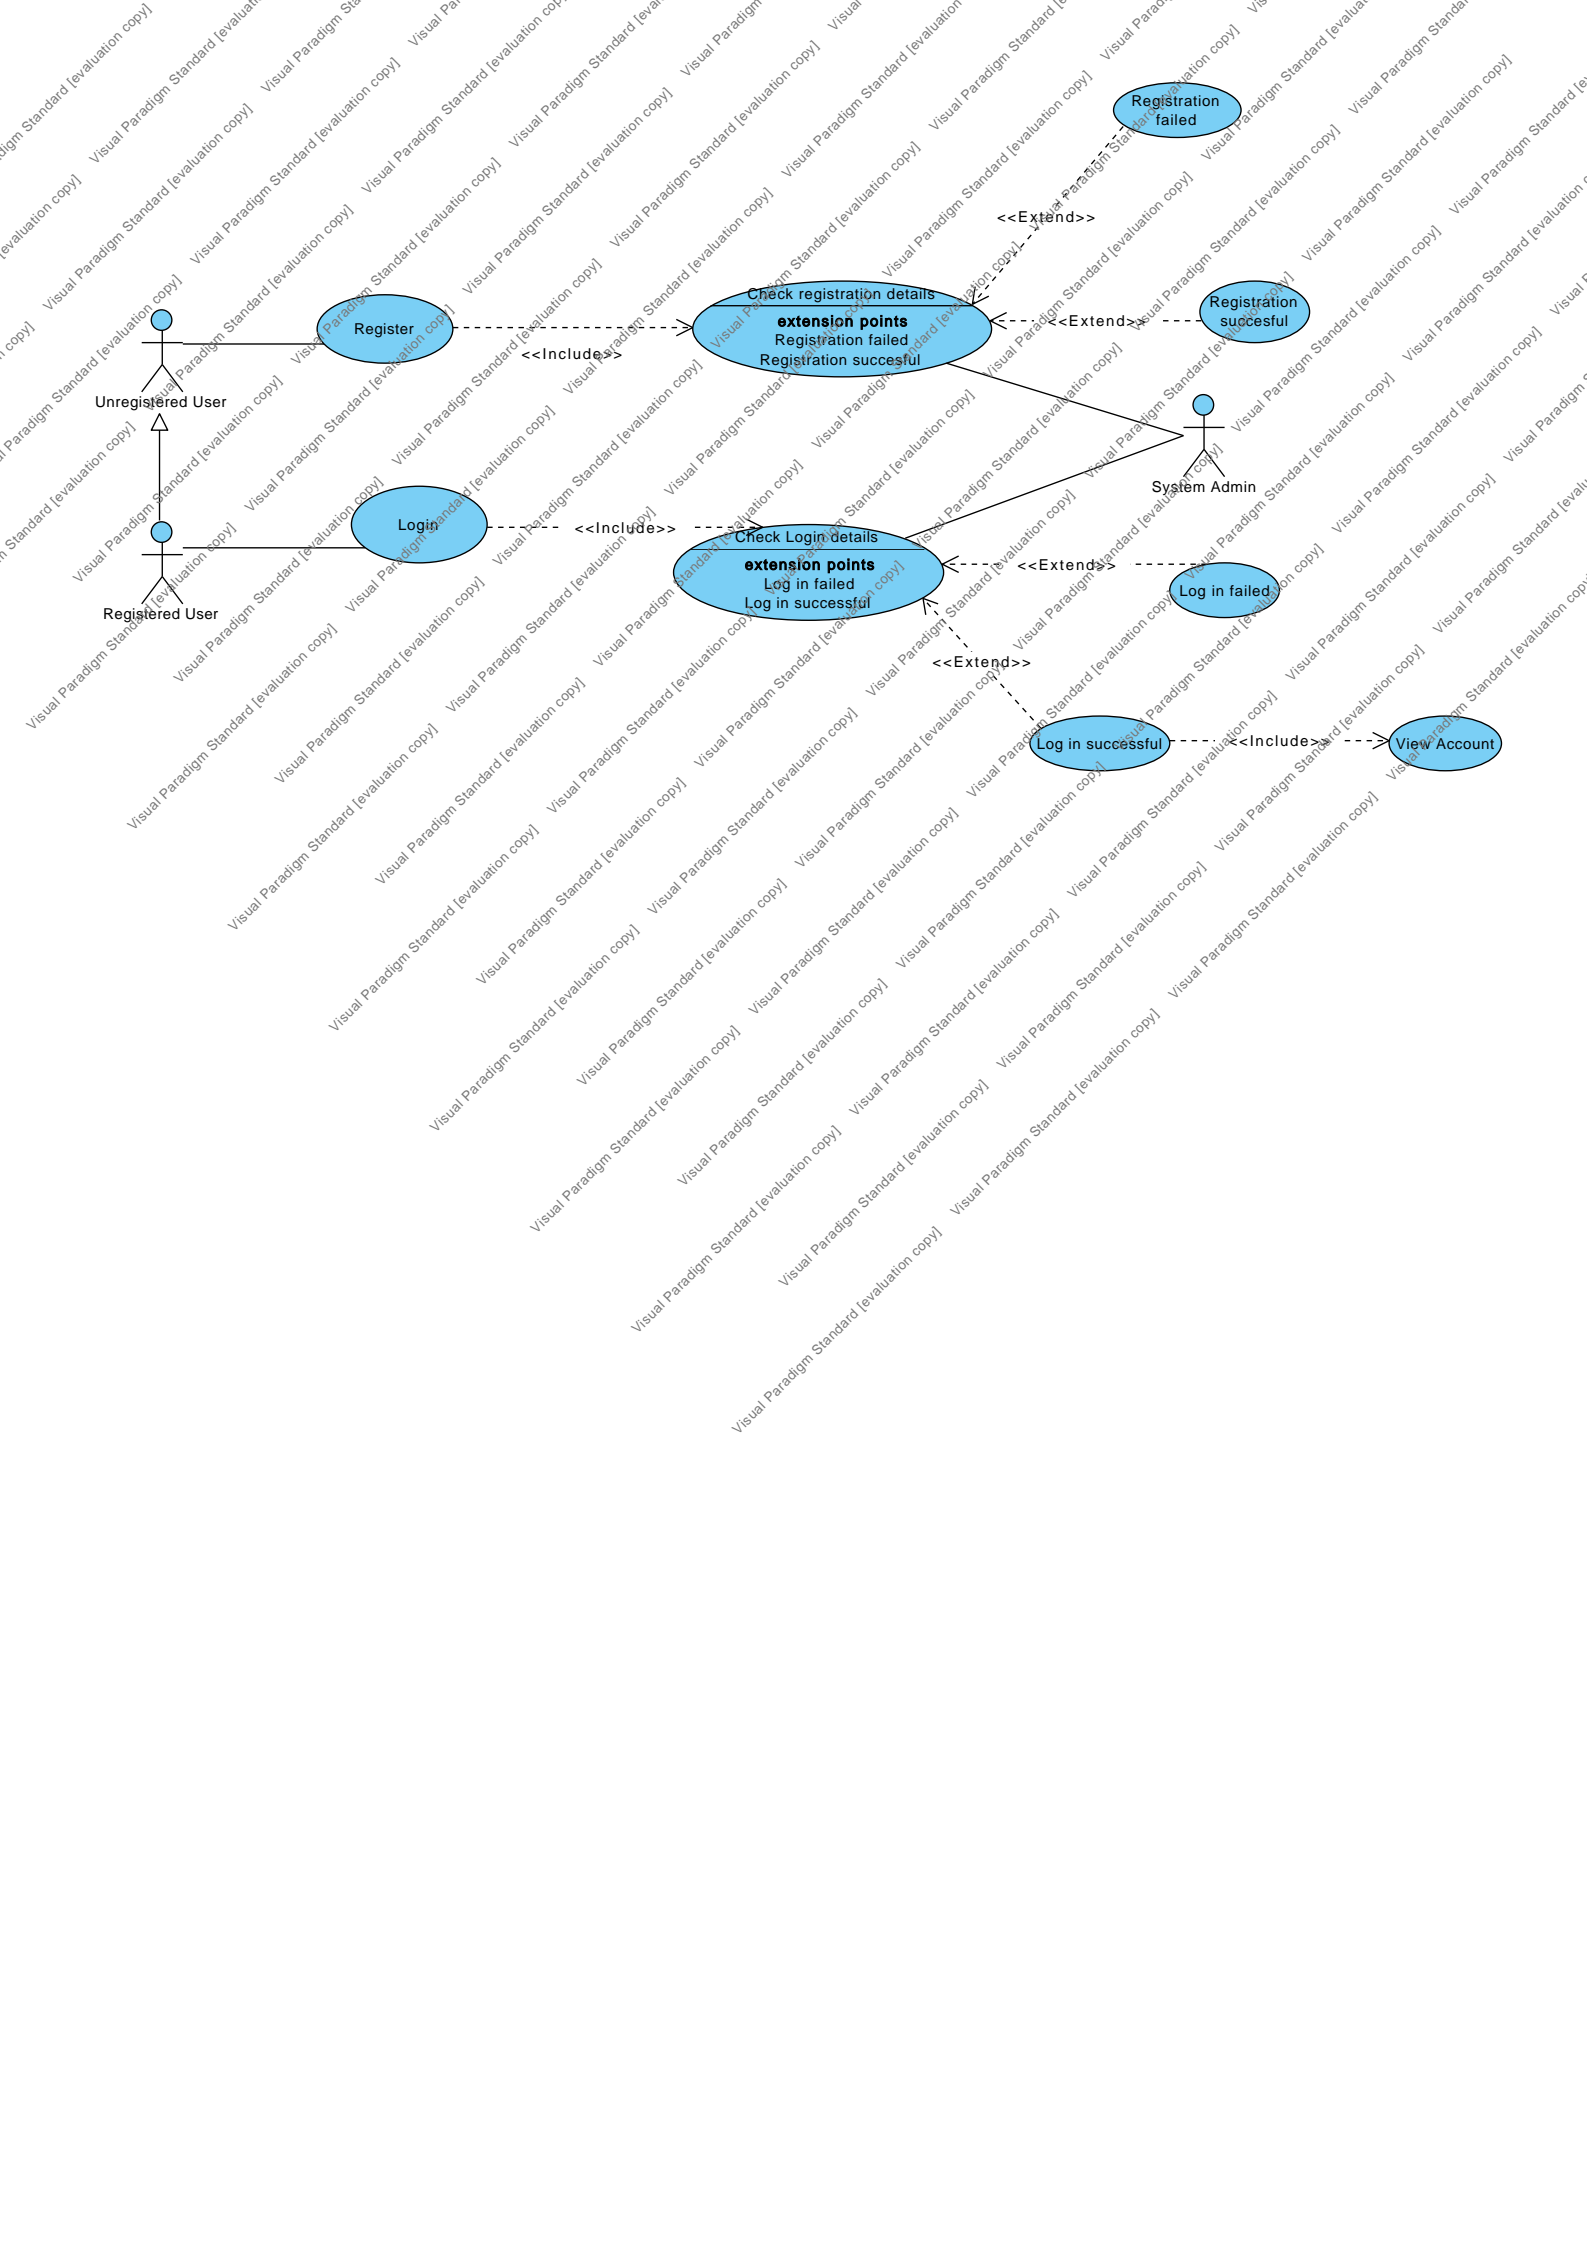 Registration
failed
<<Extend>>
Check registration details
extension points
Registration failed
Registration succesful
<<Extend>>
Registration
succesful
Register
<<Include>>
Unregistered User
System Admin
Login
<<Include>>
Check Login details
extension points
Log in failed
Log in successful
<<Extend>>
Log in failed
Registered User
<<Extend>>
Log in successful
<<Include>>
View Account
Visual Paradigm Standard [evaluation copy]